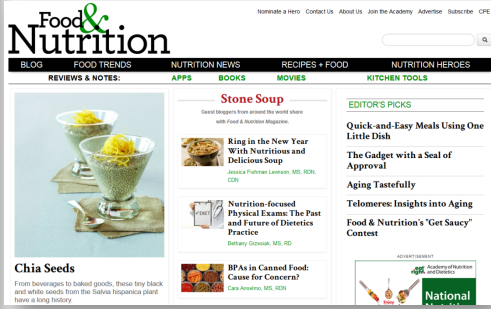 Food & Nutrition
Nominate a Hero Contact Us About Us Join the Academy Advertise Subscribe CPE
BLOG FOOD TRENDS NUTRITION NEWS RECIPES + FOOD NUTRITION HEROES
REVIEWS & NOTES: APPS BOOKS MOVIES KITCHEN TOOLS
Chia Seeds
From beverages to baked goods, these tiny black
and white seeds from the Salvia hispanica plant
have a long history
Stone Soup
Guest bloggers from around the world share
with Food & Nutrition Magazine.
Ring in the New Year
With Nutritious and
Delicious Soup
Jessica Fishman Levinson, MS, RDN,
CDN
Nutrition-focused
Physical Exams: The Past
and Future of Dietetics
Practice
Bethany Grzesiak, MS, RD
DIET
BPAs in Canned Food:
Cause for Concern?
Cara Anselmo, MS, RDN
EDITOR'S PICKS
Quick-and-Easy Meals Using One
Little Dish
The Gadget with a Seal of
Approval
Aging Tastefully
Telomeres: Insights into Aging
Food & Nutrition's "Get Saucy"
Contest
ADVERTISEMENT
eat right. Academy of Nutrition
and Dietetics
Enjoy
National